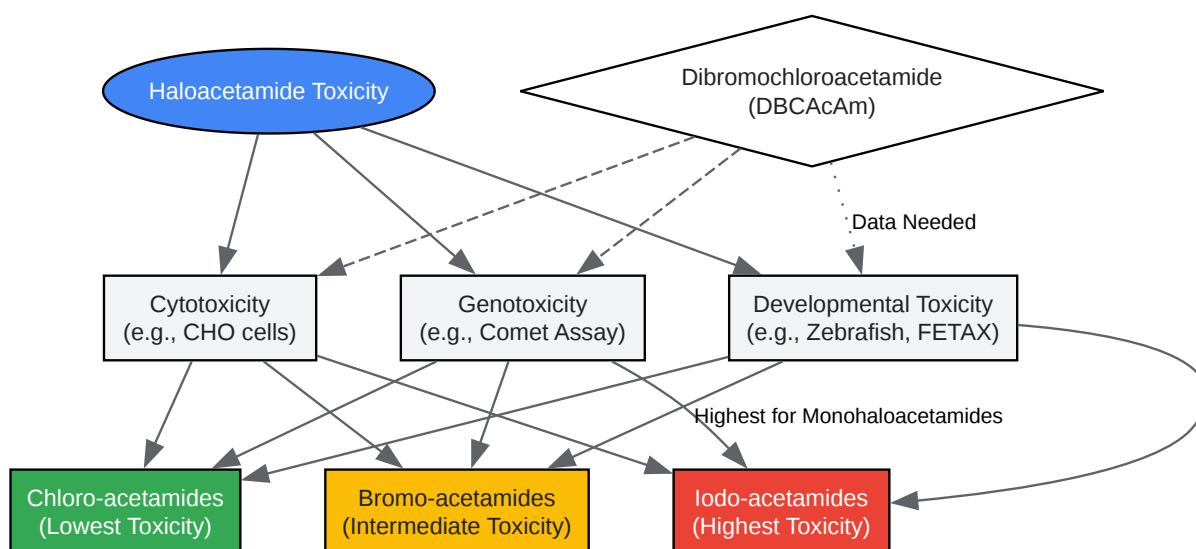 Haloacetamide Toxicity
Dibromochloroacetamide
(DBCAcAm)
Data Needed
Cytotoxicity
(e.g., CHO cells)
Genotoxicity
(e.g., Comet Assay)
Developmental Toxicity
(e.g., Zebrafish, FETAX)
Highest for Monohaloacetamides
Chloro-acetamides
(Lowest Toxicity)
Bromo-acetamides
(Intermediate Toxicity)
Iodo-acetamides
(Highest Toxicity)